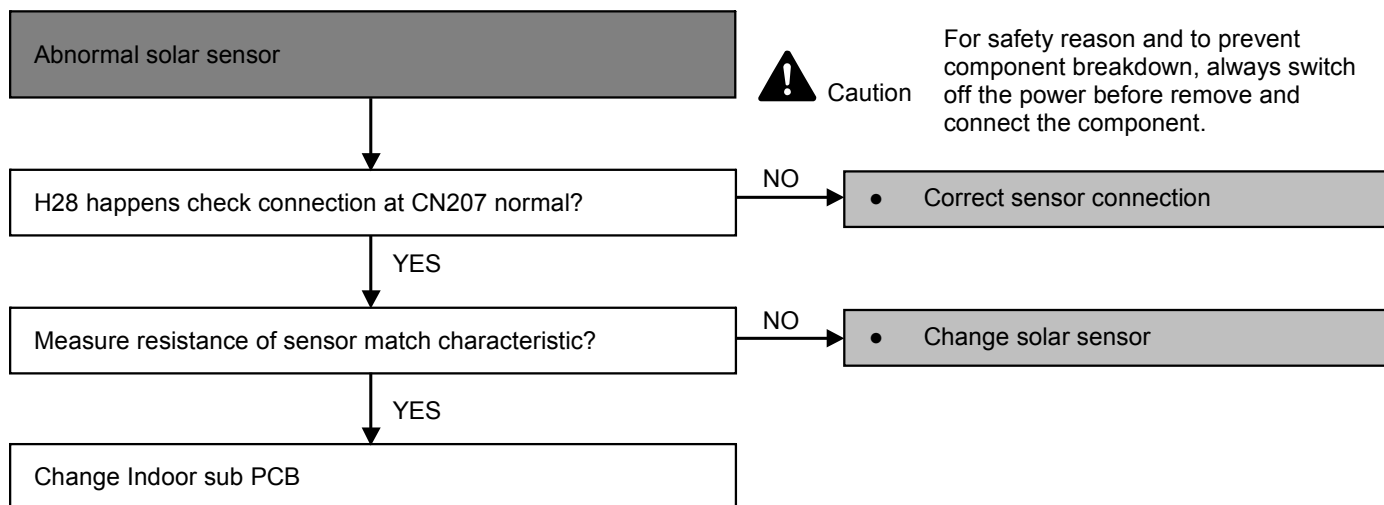 Abnormal solar sensor
Caution
For safety reason and to prevent
component breakdown, always switch
off the power before remove and
connect the component.
H28 happens check connection at CN207 normal?
NO
● Correct sensor connection
YES
Measure resistance of sensor match characteristic?
NO
● Change solar sensor
YES
Change Indoor sub PCB